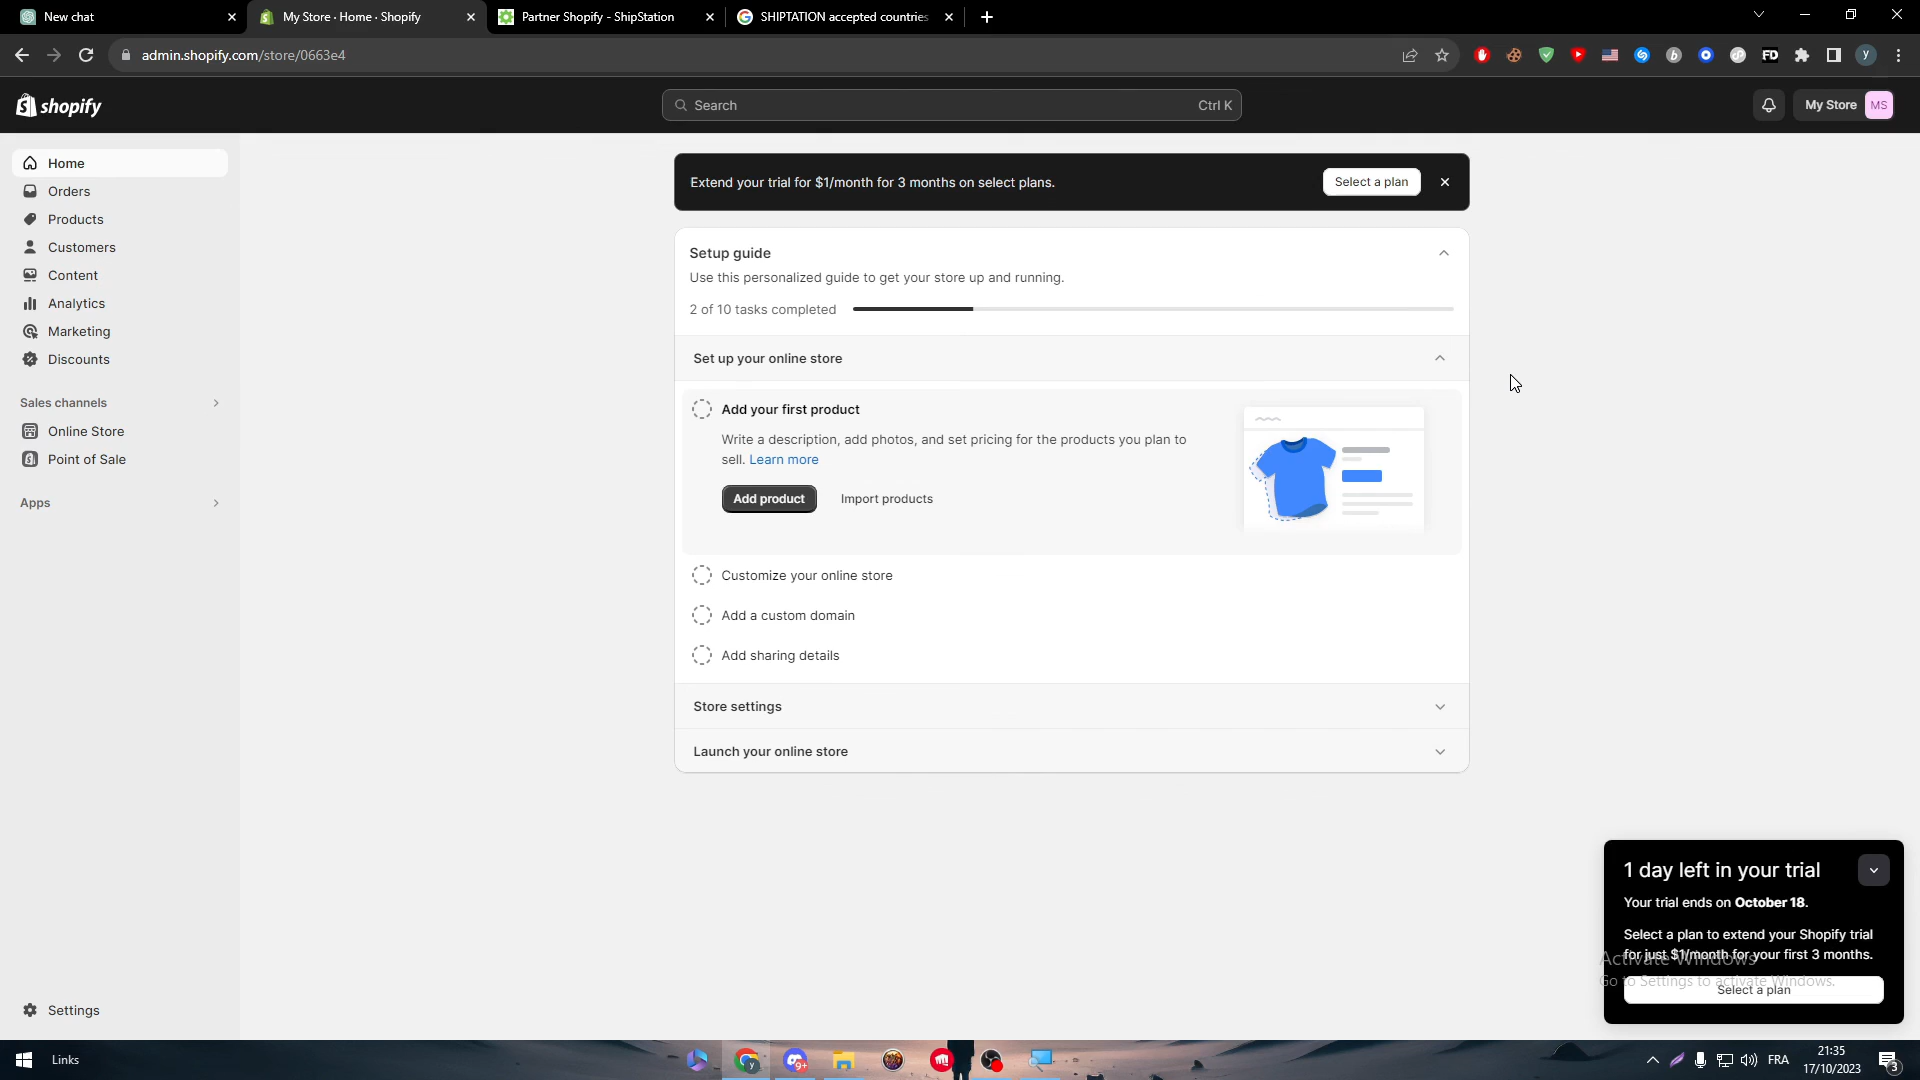 New chat
My Store · Home · Shopify
Partner Shopify - ShipStation
SHIPTATION accepted countries
admin.shopify.com/store/0663e4
FD
y
shopify
Search
Ctrl K
My Store
MS
Home
Orders
Products
Customers
Content
Analytics
Marketing
Discounts
Sales channels
Online Store
Point of Sale
Apps
Settings
Extend your trial for $1/month for 3 months on select plans.
Select a plan
Setup guide
Use this personalized guide to get your store up and running.
2 of 10 tasks completed
Set up your online store
Add your first product
Write a description, add photos, and set pricing for the products you plan to
sell. Learn more
Add product
Import products
Customize your online store
Add a custom domain
Add sharing details
Store settings
Launch your online store
1 day left in your trial
Your trial ends on October 18.
Select a plan to extend your Shopify trial
for just $1/month for your first 3 months.
Select a plan
Activate Windows
Go to Settings to activate Windows.
Links
9+
FRA
21:35
17/10/2023
3